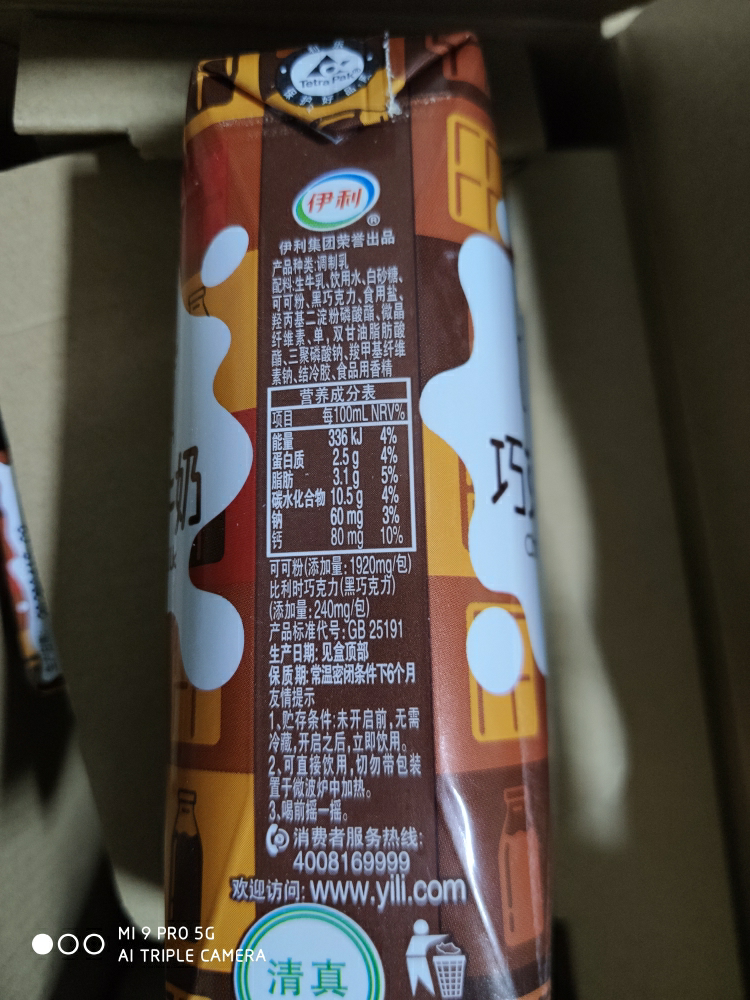 Tetra Pak®
伊利
®
伊利集团荣誉出品
产品种类:调制乳
配料:生牛乳、饮用水、白砂糖、
可可粉、黑巧克力、食用盐、
羟丙基二淀粉磷酸酯、微晶
纤维素、单,双甘油脂肪酸
酯、三聚磷酸钠、羧甲基纤维
素钠、结冷胶、食品用香精
营养成分表
项目 每100mL NRV%
能量 336 kJ 4%
蛋白质 2.5 g 4%
脂肪 3.1 g 5%
碳水化合物 10.5 g 4%
钠 60 mg 3%
钙 80 mg 10%
可可粉(添加量:1920mg/包)
比利时巧克力(黑巧克力)
(添加量:240mg/包)
产品标准代号:GB 25191
生产日期:见盒顶部
保质期:常温密闭条件下6个月
友情提示
1、贮存条件:未开启前,无需
冷藏,开启之后,立即饮用。
2、可直接饮用,切勿带包装
置于微波炉中加热。
3、喝前摇一摇。
消费者服务热线:
4008169999
欢迎访问:www.yili.com
清真
奶
巧
MI 9 PRO 5G
AI TRIPLE CAMERA